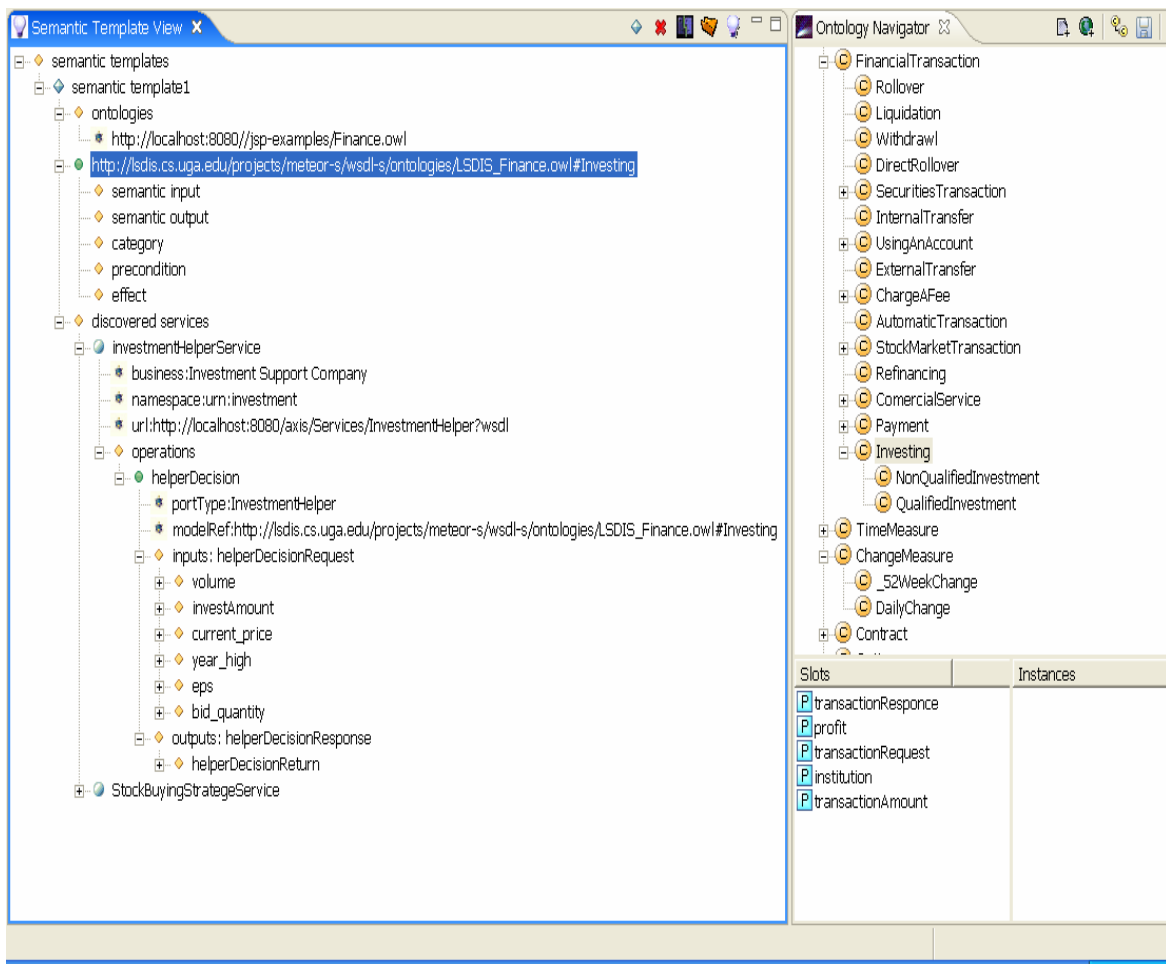 Semantic Template View
semantic templates
semantic template1
ontologies
http://localhost:8080//jsp-examples/Finance.owl
http://lsdis.cs.uga.edu/projects/meteor-s/wsdl-s/ontologies/LSDIS_Finance.owl#Investing
semantic input
semantic output
category
precondition
effect
discovered services
investmentHelperService
business:Investment Support Company
namespace:urn:investment
url:http://localhost:8080/axis/Services/InvestmentHelper?wsdl
operations
helperDecision
portType:InvestmentHelper
modelRef:http://lsdis.cs.uga.edu/projects/meteor-s/wsdl-s/ontologies/LSDIS_Finance.owl#Investing
inputs: helperDecisionRequest
volume
investAmount
current_price
year_high
eps
bid_quantity
outputs: helperDecisionResponse
helperDecisionReturn
StockBuyingStrategeService
Ontology Navigator
C FinancialTransaction
C Rollover
C Liquidation
C Withdrawl
C DirectRollover
C SecuritiesTransaction
C InternalTransfer
C UsingAnAccount
C ExternalTransfer
C ChargeAFee
C AutomaticTransaction
C StockMarketTransaction
C Refinancing
C ComercialService
C Payment
C Investing
C NonQualifiedInvestment
C QualifiedInvestment
C TimeMeasure
C ChangeMeasure
C _52WeekChange
C DailyChange
C Contract
Slots Instances
P transactionResponce
P profit
P transactionRequest
P institution
P transactionAmount